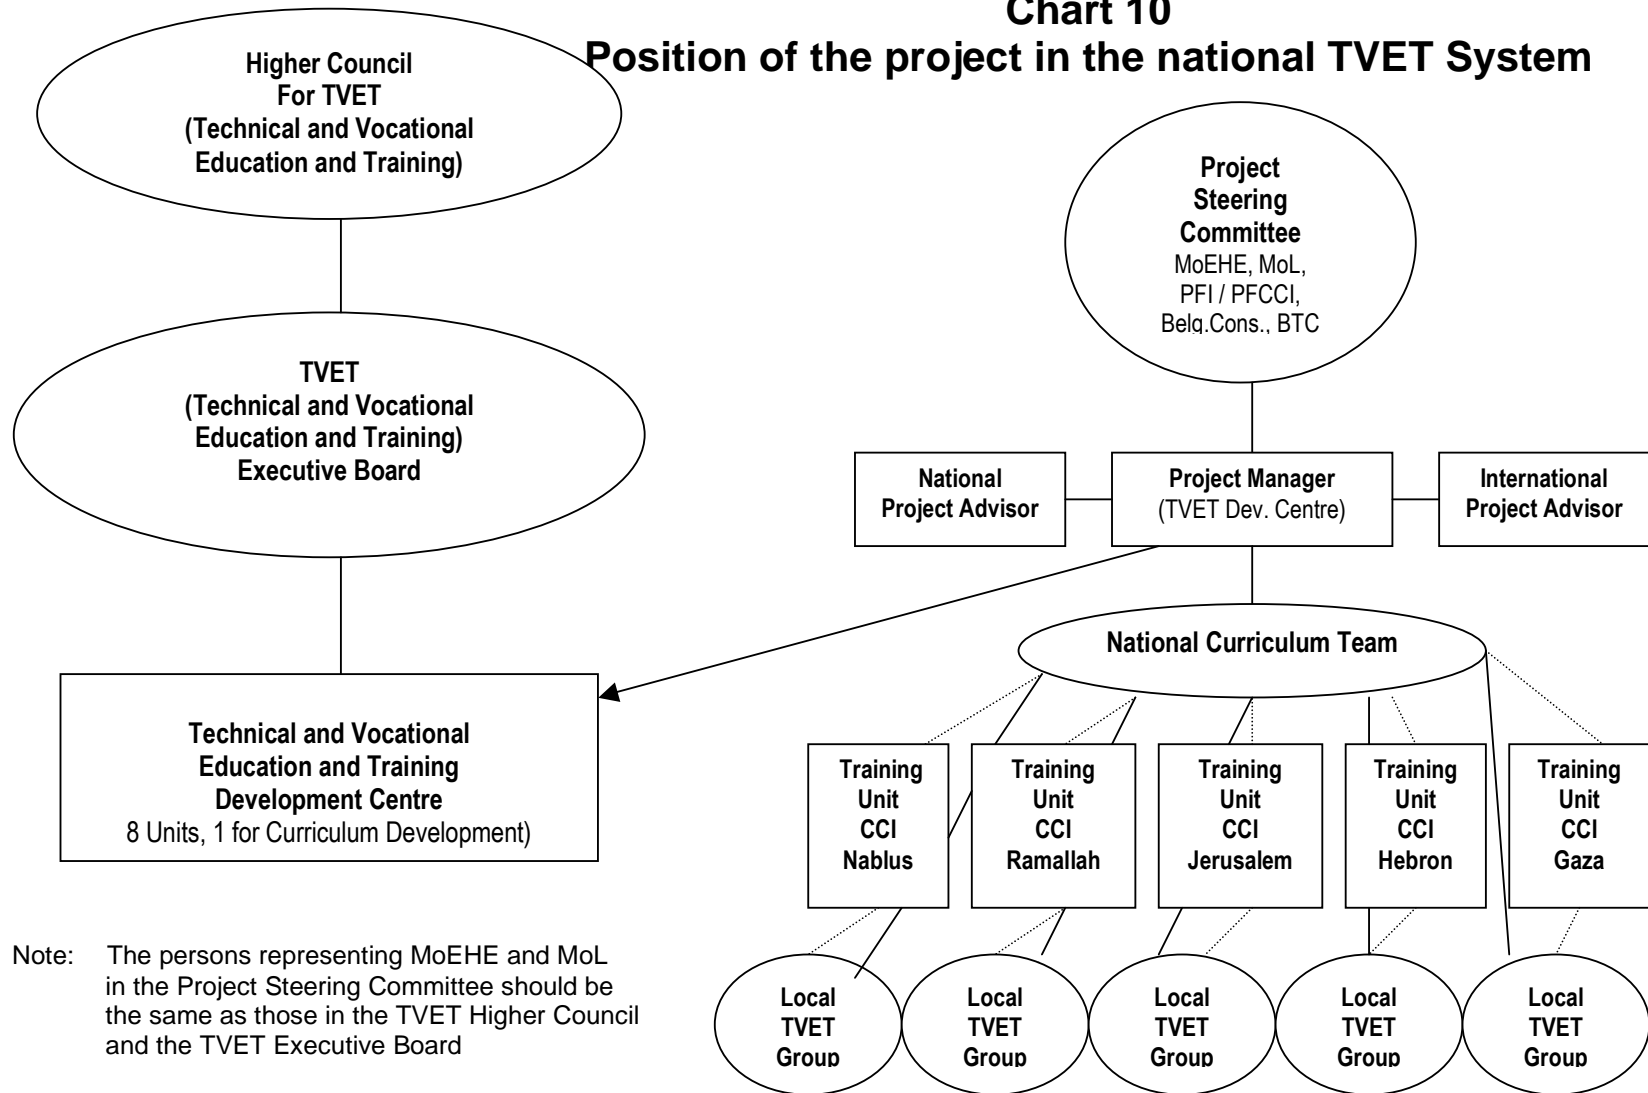 Chart 10
Position of the project in the national TVET System
Higher Council
For TVET
(Technical and Vocational
Education and Training)
TVET
(Technical and Vocational
Education and Training)
Executive Board
Technical and Vocational
Education and Training
Development Centre
8 Units, 1 for Curriculum Development)
Project
Steering
Committee
MoEHE, MoL,
PFI / PFCCI,
Belg.Cons., BTC
National
Project Advisor
Project Manager
(TVET Dev. Centre)
International
Project Advisor
National Curriculum Team
Training
Unit
CCI
Nablus
Training
Unit
CCI
Ramallah
Training
Unit
CCI
Jerusalem
Training
Unit
CCI
Hebron
Training
Unit
CCI
Gaza
Local
TVET
Group
Local
TVET
Group
Local
TVET
Group
Local
TVET
Group
Local
TVET
Group
Note: The persons representing MoEHE and MoL
in the Project Steering Committee should be
the same as those in the TVET Higher Council
and the TVET Executive Board